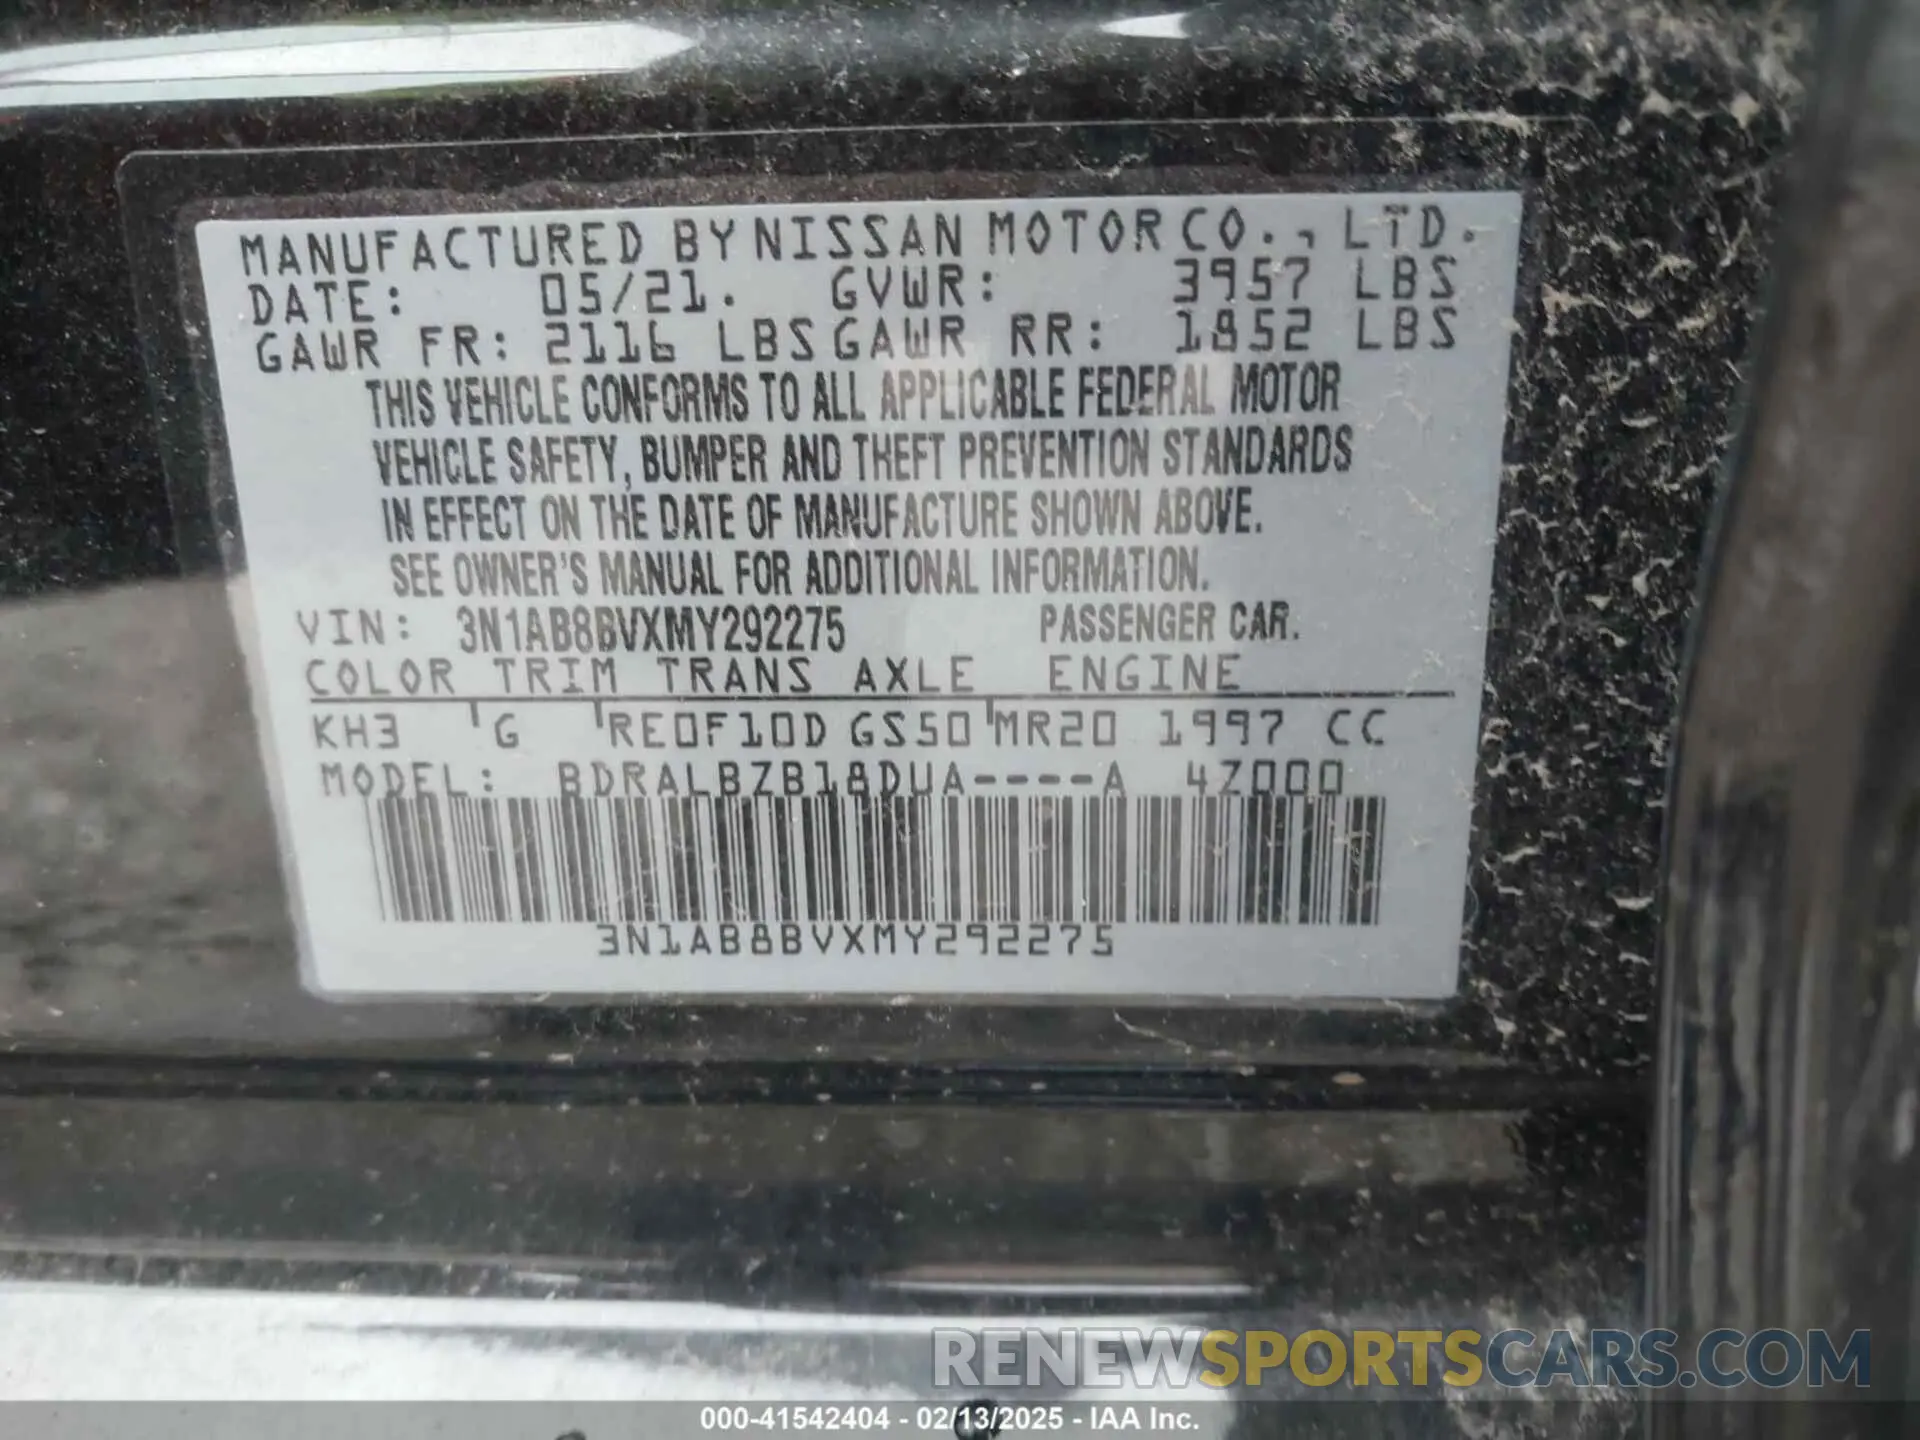 MANUFACTURED BY NISSAN MOTOR CO., LTD.
DATE: 05/21. GVWR: 3957 LBS
GAWR FR: 2116 LBS GAWR RR: 1852 LBS
THIS VEHICLE CONFORMS TO ALL APPLICABLE FEDERAL MOTOR
VEHICLE SAFETY, BUMPER AND THEFT PREVENTION STANDARDS
IN EFFECT ON THE DATE OF MANUFACTURE SHOWN ABOVE.
SEE OWNER'S MANUAL FOR ADDITIONAL INFORMATION.
VIN: 3N1AB8BVXMY292275 PASSENGER CAR.
COLOR TRIM TRANS AXLE ENGINE
KH3 G RE0F10D GS50 MR20 1997 CC
MODEL: BDRALBZB18DUA----A 4Z000
3N1AB8BVXMY292275
RENEWSPORTSCARS.COM
000-41542404 - 02/13/2025 - IAA Inc.